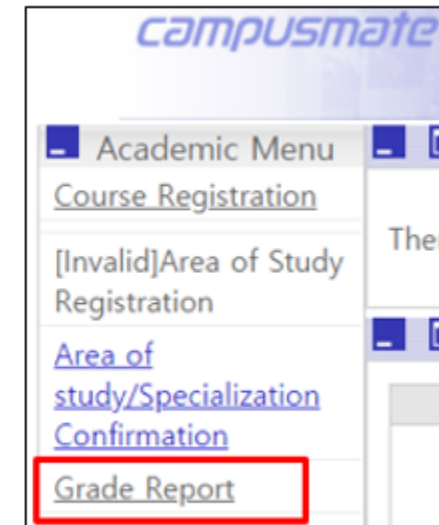 campusmate
Academic Menu
Course Registration
[Invalid]Area of Study
Registration
Area of
study/Specialization
Confirmation
Grade Report